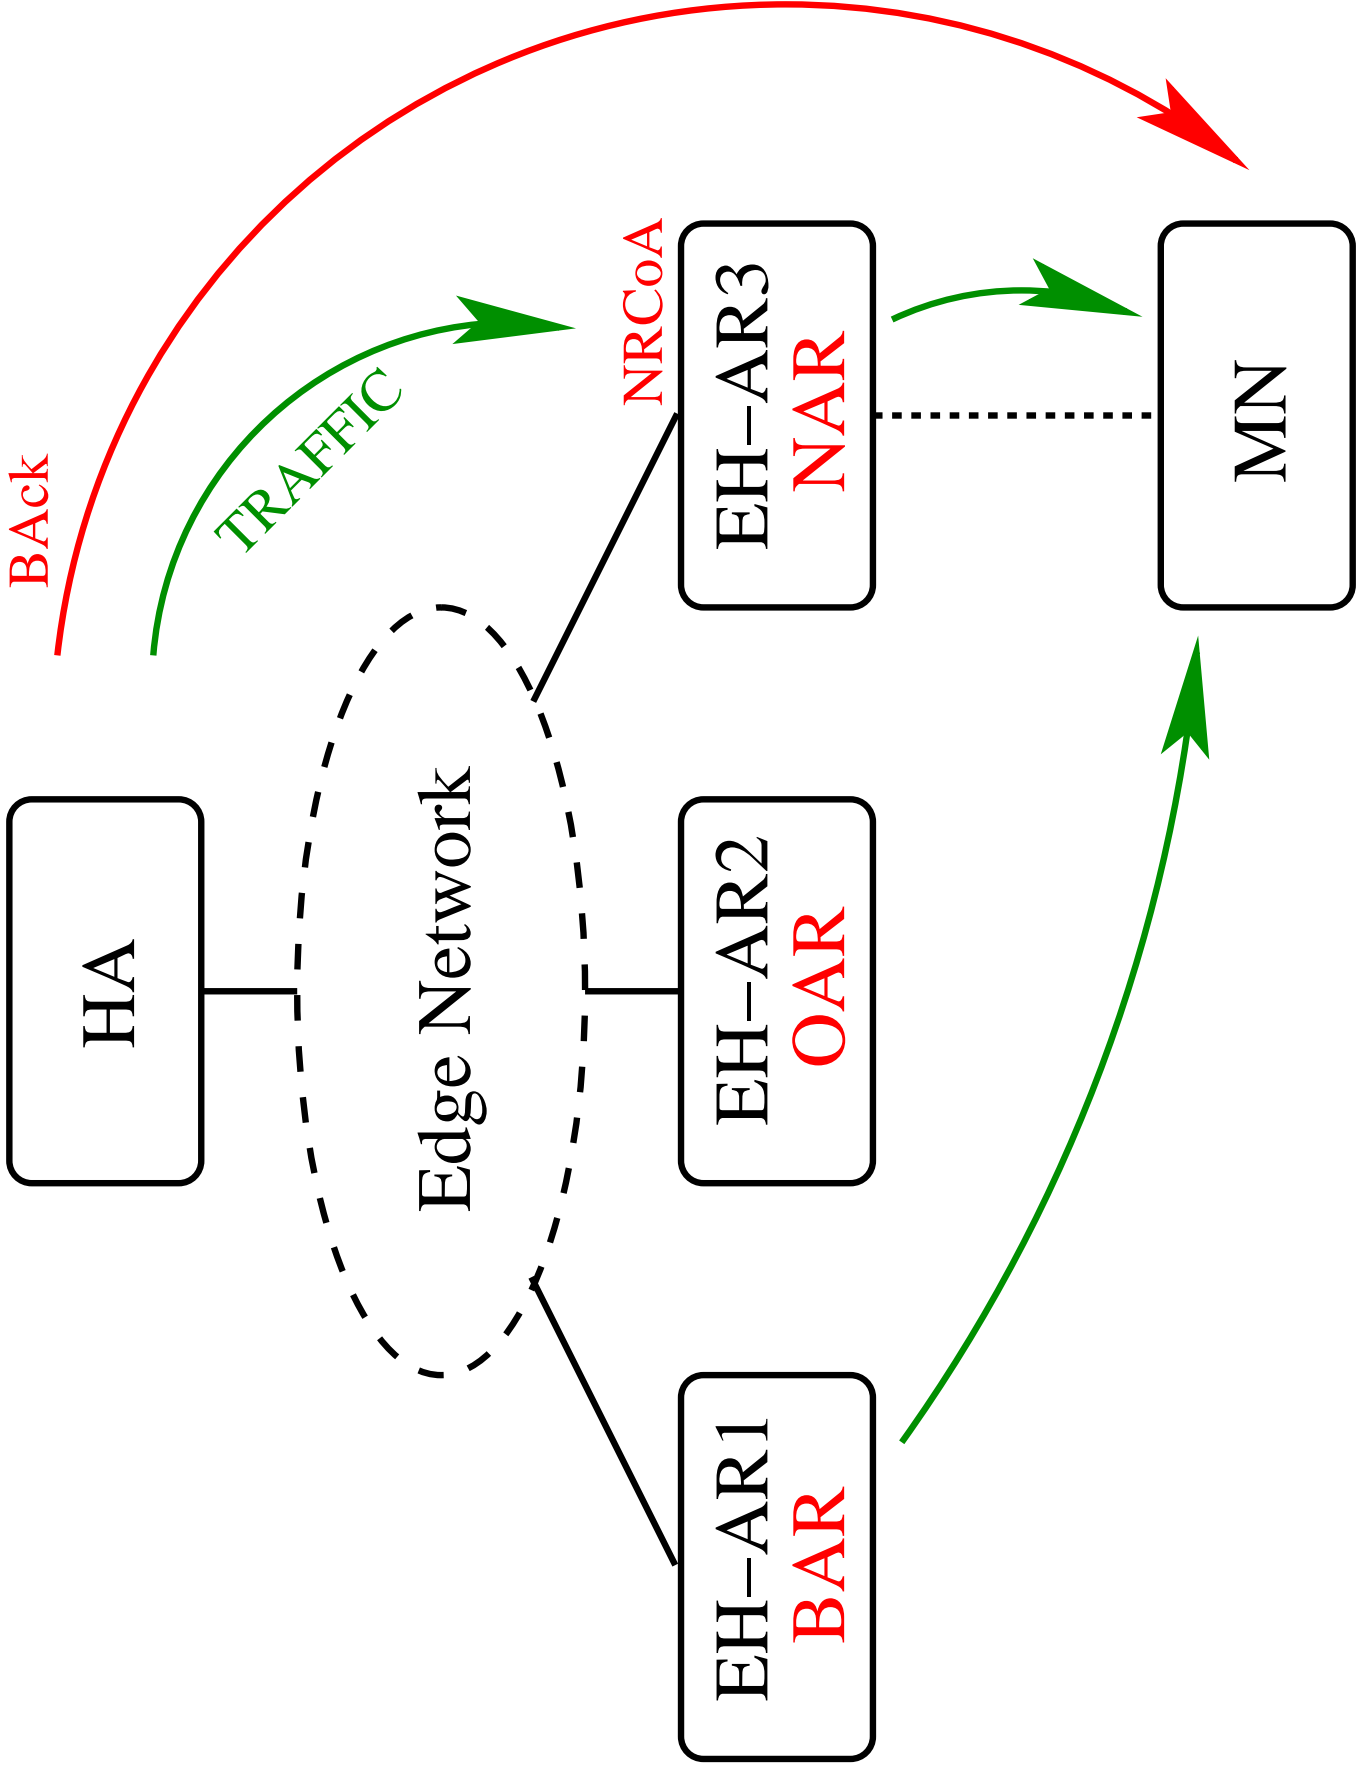 BAck
HA
TRAFFIC
Edge Network
NRCoA
EH–AR1
BAR
EH–AR2
OAR
EH–AR3
NAR
MN